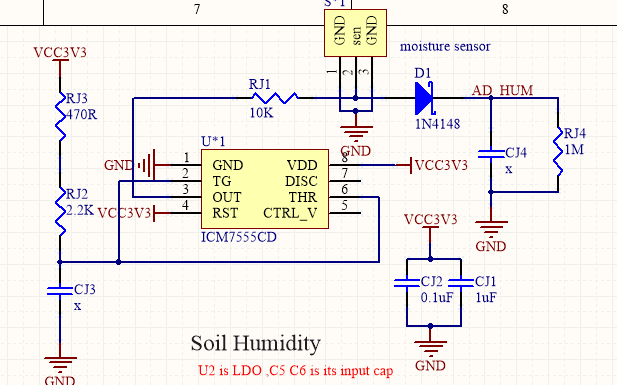 7
8
S*1
GND
sen
GND
1
2
3
moisture sensor
VCC3V3
RJ3
470R
RJ1
10K
D1
1N4148
AD_HUM
GND
RJ4
1M
CJ4
x
GND
U*1
GND
1
GND
VDD
8
VCC3V3
2
TG
DISC
7
3
OUT
THR
6
VCC3V3
4
RST
CTRL_V
5
ICM7555CD
RJ2
2.2K
CJ3
x
GND
VCC3V3
CJ2
0.1uF
CJ1
1uF
GND
Soil Humidity
U2 is LDO ,C5 C6 is its input cap